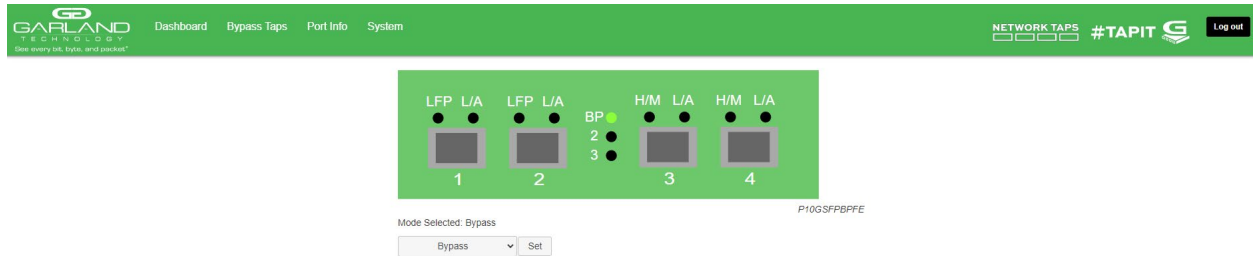 GARLAND
TECHNOLOGY
See every bit, byte, and packet®
Dashboard Bypass Taps Port Info System
NETWORK TAPS
#TAPIT
Log out
LFP L/A LFP L/A H/M L/A H/M L/A
BP
2
3
1 2 3 4
P10GSFPBPFE
Mode Selected: Bypass
Bypass Set